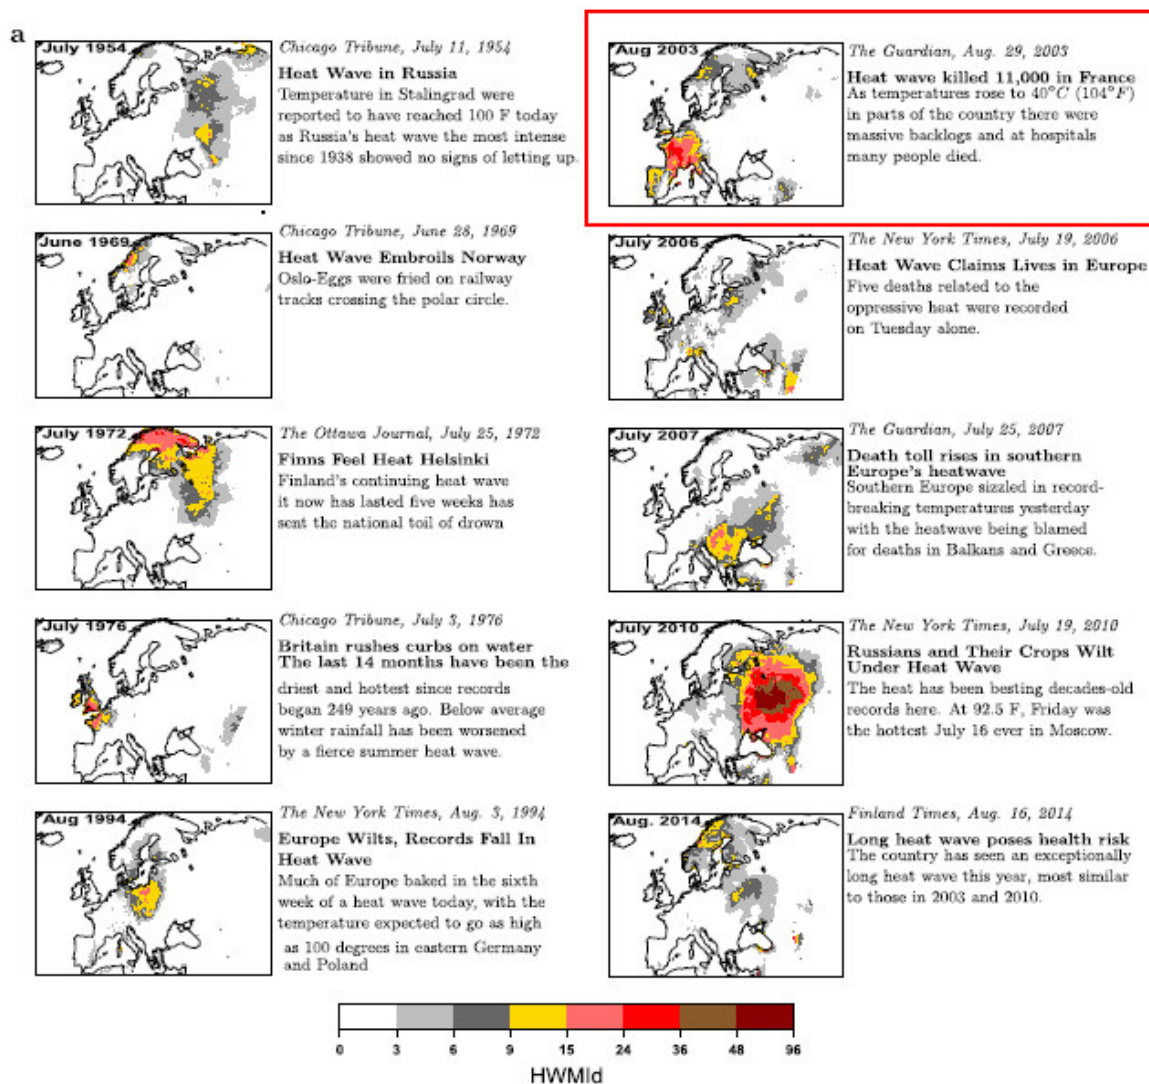 a
July 1954
Chicago Tribune, July 11, 1954
Heat Wave in Russia
Temperature in Stalingrad were
reported to have reached 100 F today
as Russia's heat wave the most intense
since 1938 showed no signs of letting up.
June 1969
Chicago Tribune, June 28, 1969
Heat Wave Embroils Norway
Oslo-Eggs were fried on railway
tracks crossing the polar circle.
July 1972
The Ottawa Journal, July 25, 1972
Finns Feel Heat Helsinki
Finland's continuing heat wave
it now has lasted five weeks has
sent the national toil of drown
July 1976
Chicago Tribune, July 3, 1976
Britain rushes curbs on water
The last 14 months have been the
driest and hottest since records
began 249 years ago. Below average
winter rainfall has been worsened
by a fierce summer heat wave.
Aug 1994
The New York Times, Aug. 3, 1994
Europe Wilts, Records Fall In
Heat Wave
Much of Europe baked in the sixth
week of a heat wave today, with the
temperature expected to go as high
as 100 degrees in eastern Germany
and Poland
Aug 2003
The Guardian, Aug. 29, 2003
Heat wave killed 11,000 in France
As temperatures rose to 40°C (104°F)
in parts of the country there were
massive backlogs and at hospitals
many people died.
July 2006
The New York Times, July 19, 2006
Heat Wave Claims Lives in Europe
Five deaths related to the
oppressive heat were recorded
on Tuesday alone.
July 2007
The Guardian, July 25, 2007
Death toll rises in southern
Europe's heatwave
Southern Europe sizzled in record-
breaking temperatures yesterday
with the heatwave being blamed
for deaths in Balkans and Greece.
July 2010
The New York Times, July 19, 2010
Russians and Their Crops Wilt
Under Heat Wave
The heat has been besting decades-old
records here. At 92.5 F, Friday was
the hottest July 16 ever in Moscow.
Aug. 2014
Finland Times, Aug. 16, 2014
Long heat wave poses health risk
The country has seen an exceptionally
long heat wave this year, most similar
to those in 2003 and 2010.
0 3 6 9 15 24 36 48 96
HWMId